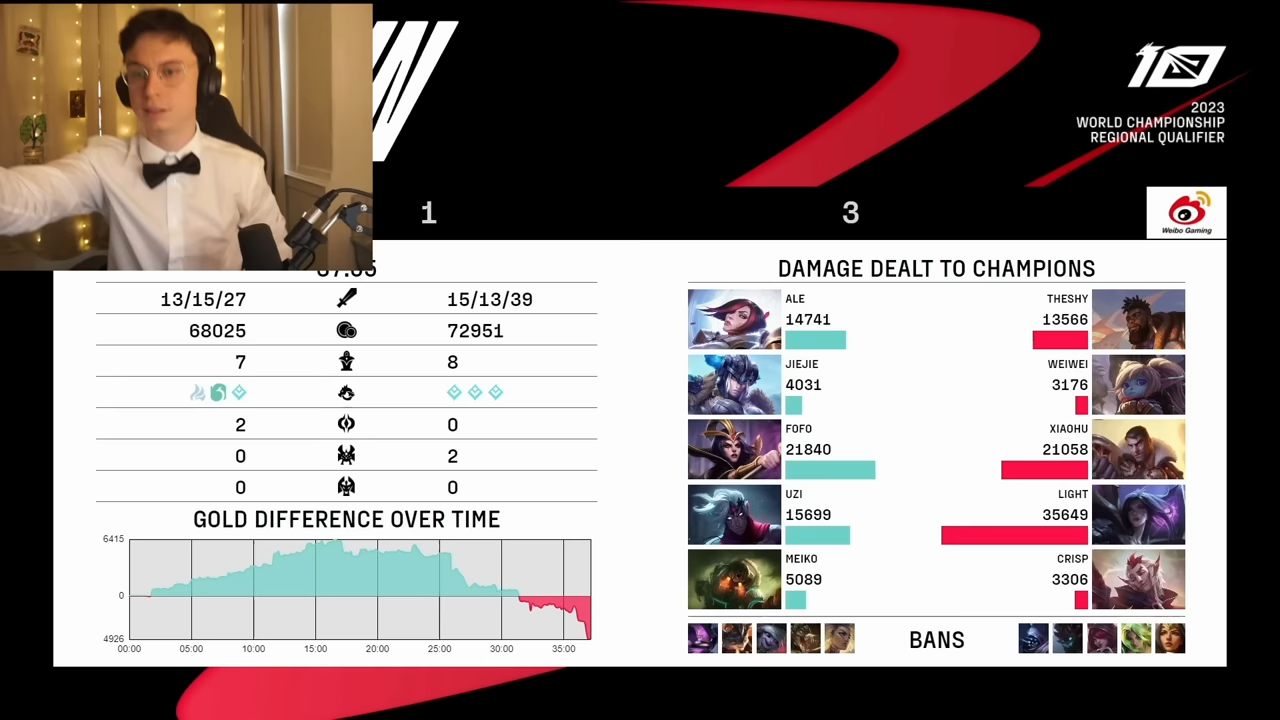 2023
WORLD CHAMPIONSHIP
REGIONAL QUALIFIER
1
3
Weibo Gaming
13/15/27
15/13/39
68025
72951
7
8
2
0
0
2
0
0
GOLD DIFFERENCE OVER TIME
6415
0
4926
00:00
05:00
10:00
15:00
20:00
25:00
30:00
35:00
DAMAGE DEALT TO CHAMPIONS
ALE
THESHY
14741
13566
JIEJIE
WEIWEI
4031
3176
FOFO
XIAOHU
21840
21058
UZI
LIGHT
15699
35649
MEIKO
CRISP
5089
3306
BANS